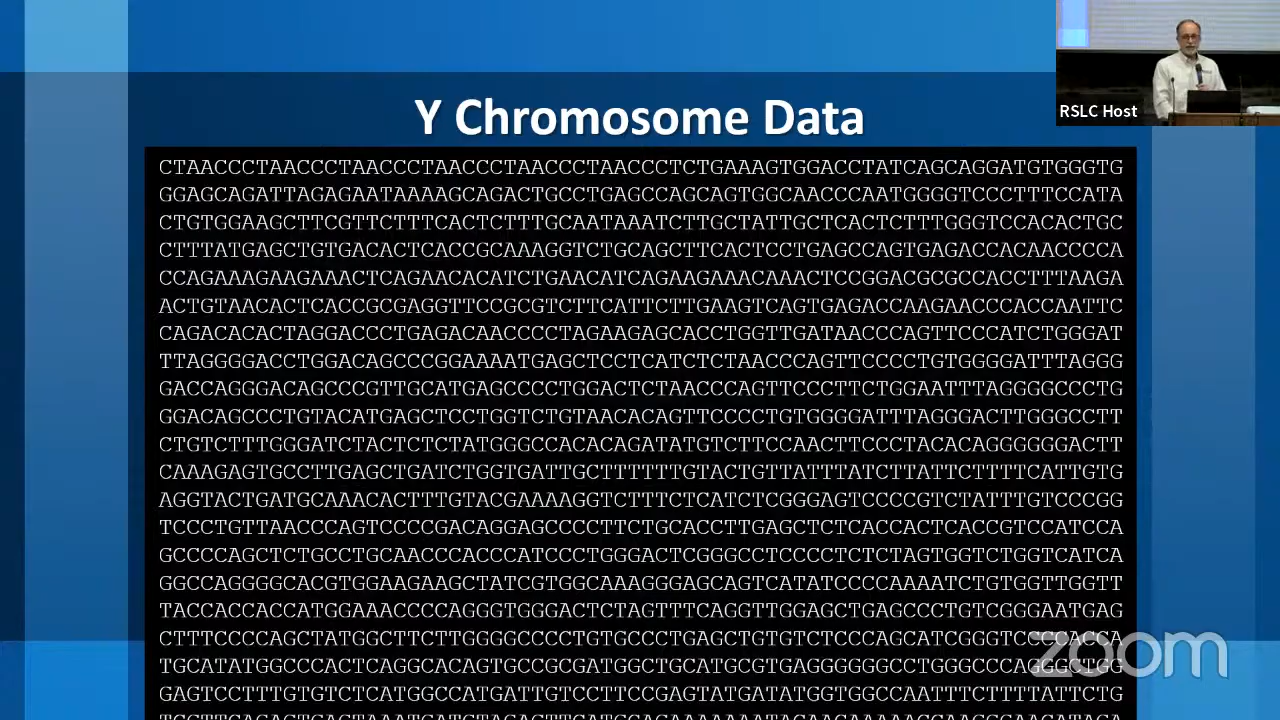 Y Chromosome Data
RSLC Host
CTAACCCTAACCCTAACCCTAACCCTAACCCTAACCCTCTGAAAGTGGACCTATCAGCAGGATGTGGGTG
GGAGCAGATTAGAGAATAAAAGCAGACTGCCTGAGCCAGCAGTGGCAACCCAATGGGGTCCCTTTCCATA
CTGTGGAAGCTTCGTTCTTTCACTCTTTGCAATAAATCTTGCTATTGCTCACTCTTTGGGTCCACACTGC
CTTTATGAGCTGTGACACTCACCGCAAAGGTCTGCAGCTTCACTCCTGAGCCAGTGAGACCACAACCCCA
CCAGAAAGAAGAAACTCAGAACACATCTGAACATCAGAAGAAACAAACTCCGGACGCGCCACCTTTAAGA
ACTGTAACACTCACCGCGAGGTTCCGCGTCTTCATTCTTGAAGTCAGTGAGACCAAGAACCCACCAATTC
CAGACACACTAGGACCCTGAGACAACCCCTAGAAGAGCACCTGGTTGATAACCCAGTTCCCATCTGGGAT
TTAGGGGACCTGGACAGCCCGGAAAATGAGCTCCTCATCTCTAACCCAGTTCCCCTGTGGGGATTTAGGG
GACCAGGGACAGCCCGTTGCATGAGCCCCTGGACTCTAACCCAGTTCCCTTCTGGAATTTAGGGGCCCTG
GGACAGCCCTGTACATGAGCTCCTGGTCTGTAACACAGTTCCCCTGTGGGGATTTAGGGACTTGGGCCTT
CTGTCTTTGGGATCTACTCTCTATGGGCCACACAGATATGTCTTCCAACTTCCCTACACAGGGGGGACTT
CAAAGAGTGCCTTGAGCTGATCTGGTGATTGCTTTTTTGTACTGTTATTTATCTTATTCTTTTCATTGTG
AGGTACTGATGCAAACACTTTGTACGAAAAGGTCTTTCTCATCTCGGGAGTCCCCGTCTATTTGTCCCGG
TCCCTGTTAACCCAGTCCCCGACAGGAGCCCCTTCTGCACCTTGAGCTCTCACCACTCACCGTCCATCCA
GCCCCAGCTCTGCCTGCAACCCACCCATCCCTGGGACTCGGGCCTCCCCTCTCTAGTGGTCTGGTCATCA
GGCCAGGGGCACGTGGAAGAAGCTATCGTGGCAAAGGGAGCAGTCATATCCCCAAAATCTGTGGTTGGTT
TACCACCACCATGGAAACCCCAGGGTGGGACTCTAGTTTCAGGTTGGAGCTGAGCCCTGTCGGGAATGAG
GAGTCCTTTGTGTCTCATGGCCATGATTGTCCTTCCGAGTATGATATGGTGGCCAATTTCTTTTATTCTG
zoom